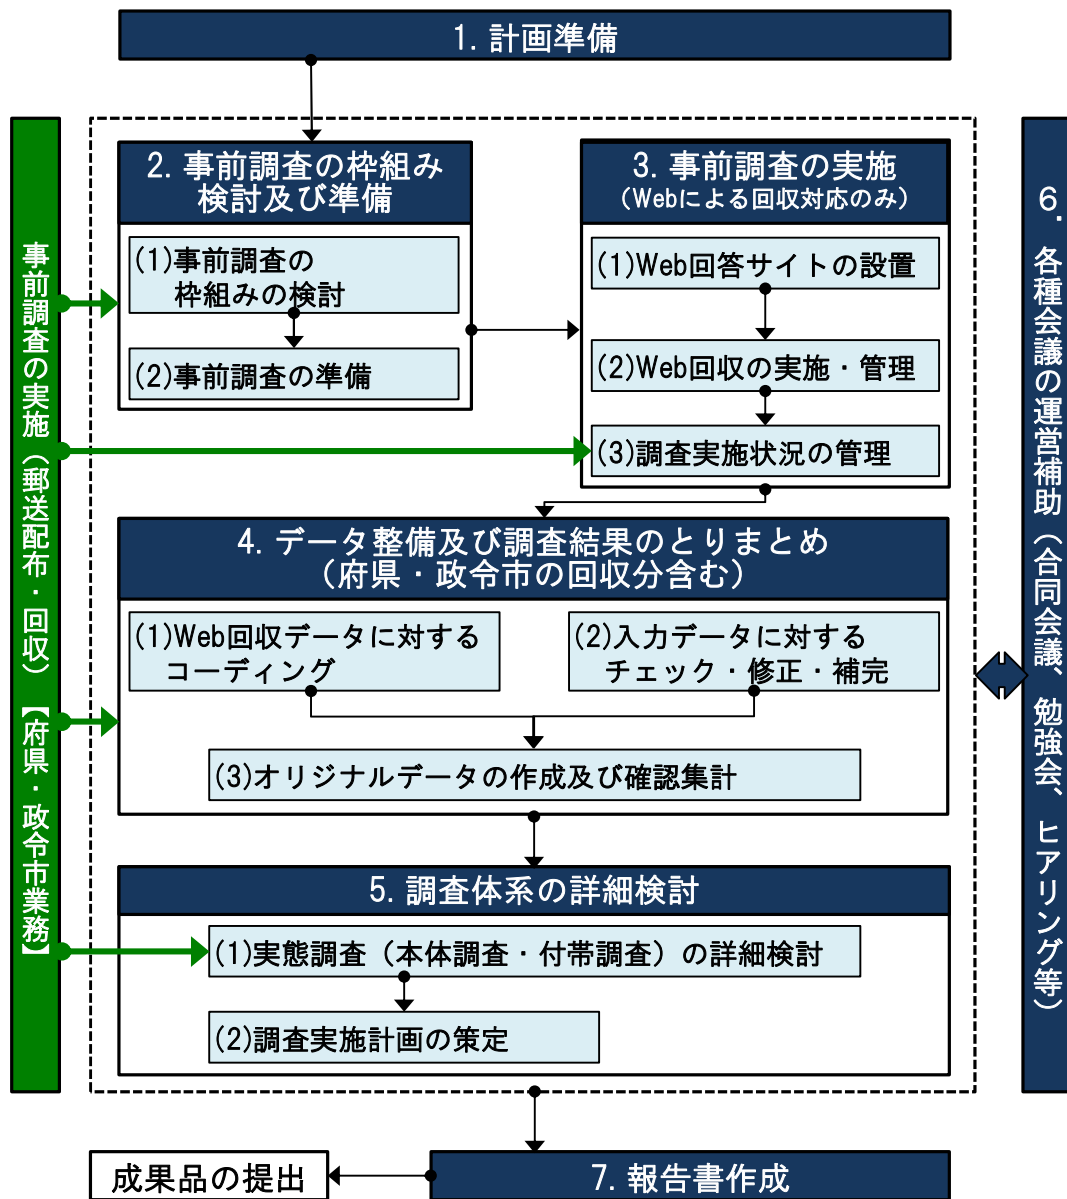 1. 計画準備
事前調査の実施（郵送配布・回収）【府県・政令市業務】
2. 事前調査の枠組み
検討及び準備
(1)事前調査の
枠組みの検討
(2)事前調査の準備
3. 事前調査の実施
（Webによる回収対応のみ）
(1)Web回答サイトの設置
(2)Web回収の実施・管理
(3)調査実施状況の管理
4. データ整備及び調査結果のとりまとめ
（府県・政令市の回収分含む）
(1)Web回収データに対する
コーディング
(2)入力データに対する
チェック・修正・補完
(3)オリジナルデータの作成及び確認集計
5. 調査体系の詳細検討
(1)実態調査（本体調査・付帯調査）の詳細検討
(2)調査実施計画の策定
6. 各種会議の運営補助（合同会議、勉強会、ヒアリング等）
7. 報告書作成
成果品の提出